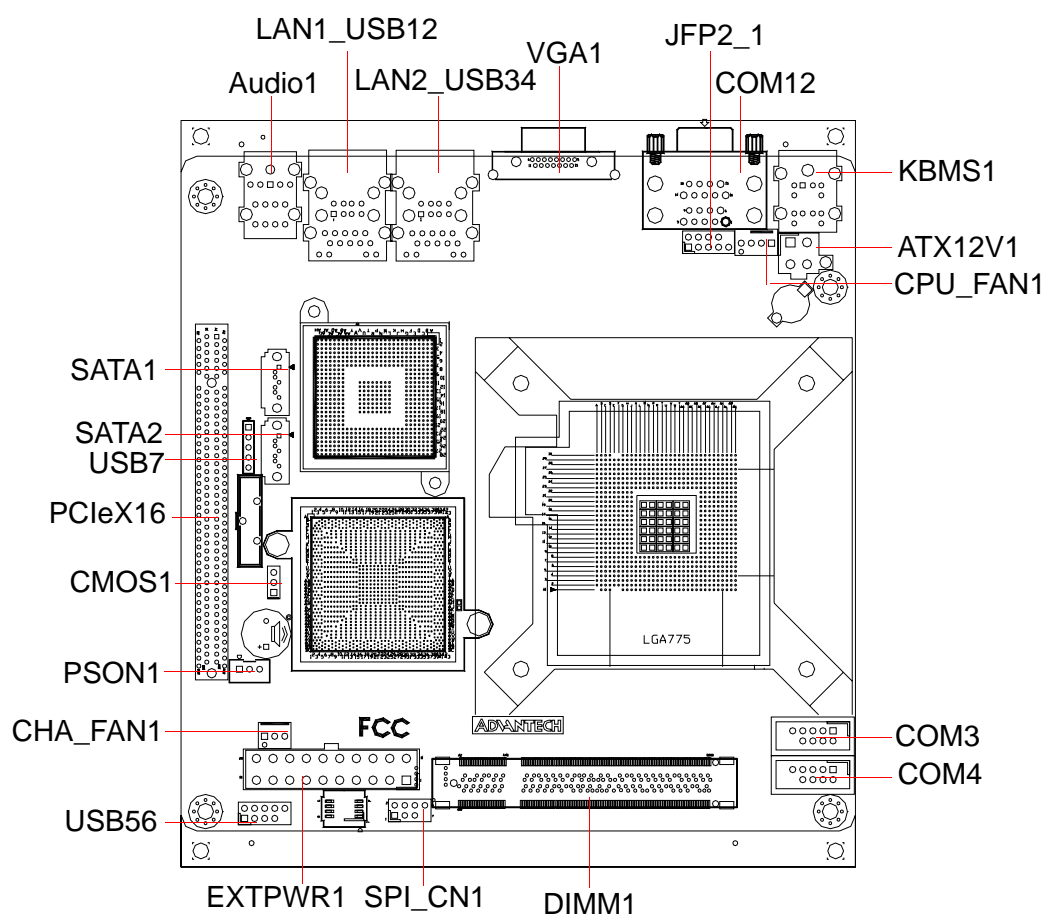 LAN1_USB12
JFP2_1
VGA1
Audio1
LAN2_USB34
COM12
KBMS1
ATX12V1
CPU_FAN1
SATA1
SATA2
USB7
PCIeX16
CMOS1
LGA775
PSON1
CHA_FAN1
FCC
ADVANTECH
COM3
COM4
USB56
EXTPWR1
SPI_CN1
DIMM1